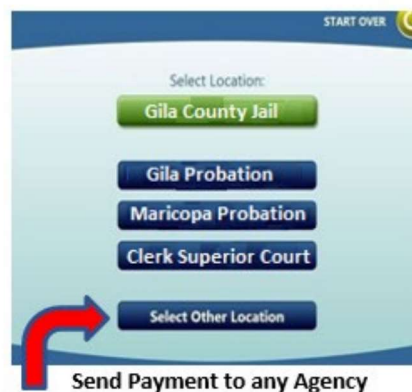 START OVER
Select Location:
Gila County Jail
Gila Probation
Maricopa Probation
Clerk Superior Court
Select Other Location
Send Payment to any Agency